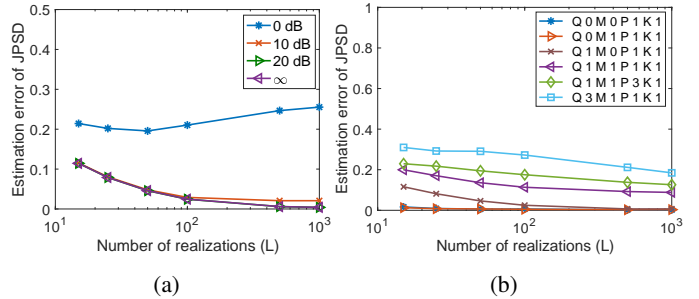 0.5
0.4
0.3
0.2
0.1
0
10^1
10^2
10^3
Estimation error of JPSD
Number of realizations (L)
0 dB
10 dB
20 dB
∞
(a)
1
0.8
0.6
0.4
0.2
0
10^1
10^2
10^3
Estimation error of JPSD
Number of realizations (L)
Q 0 M 0 P 1 K 1
Q 0 M 1 P 1 K 1
Q 1 M 0 P 1 K 1
Q 1 M 1 P 1 K 1
Q 1 M 1 P 3 K 1
Q 3 M 1 P 1 K 1
(b)